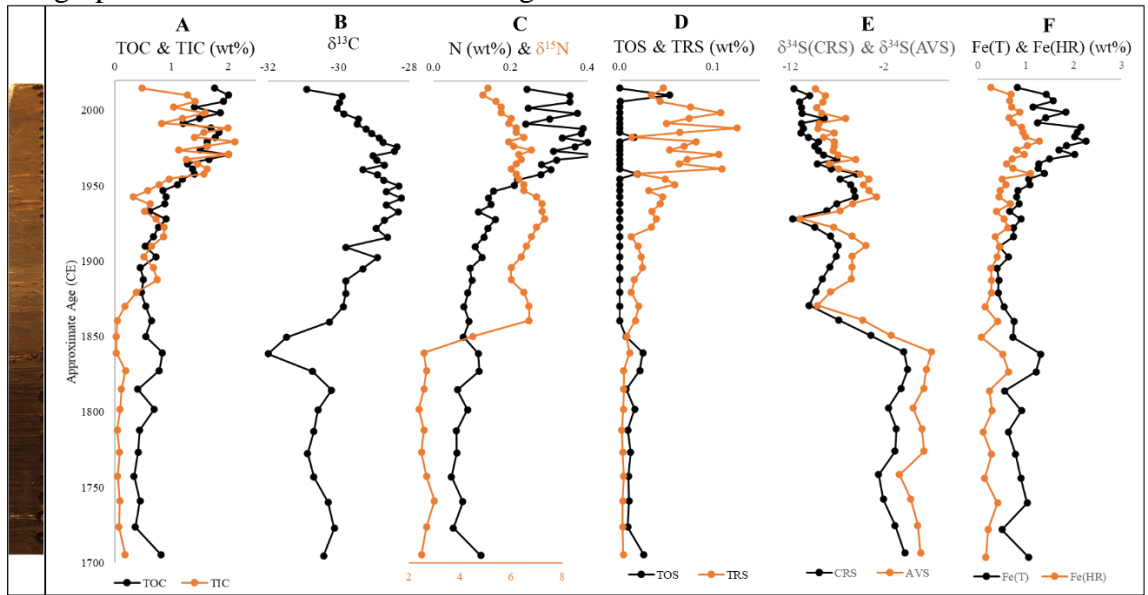 A B C D E F
TOC & TIC (wt%) δ¹³C N (wt%) & δ¹⁵N TOS & TRS (wt%) δ³⁴S(CRS) & δ³⁴S(AVS) Fe(T) & Fe(HR) (wt%)
0 1 2 -32 -30 -28 0.0 0.2 0.4 0.0 0.1 -12 -2 0 1 2 3
2000
1950
1900
1850
1800
1750
1700
Approximate Age (CE)
2 4 6 8
TOC TIC TOS TRS CRS AVS Fe(T) Fe(HR)